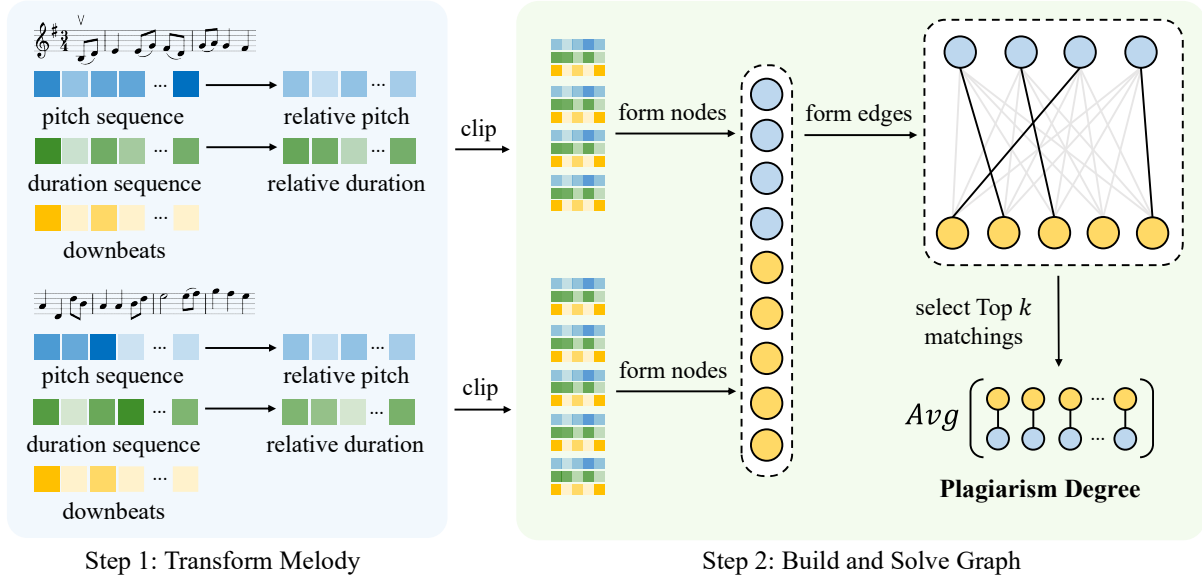 3
4
pitch sequence
relative pitch
duration sequence
relative duration
downbeats
pitch sequence
relative pitch
duration sequence
relative duration
downbeats
Step 1: Transform Melody
clip
clip
form nodes
form nodes
form edges
select Top k
matchings
Avg
Plagiarism Degree
Step 2: Build and Solve Graph